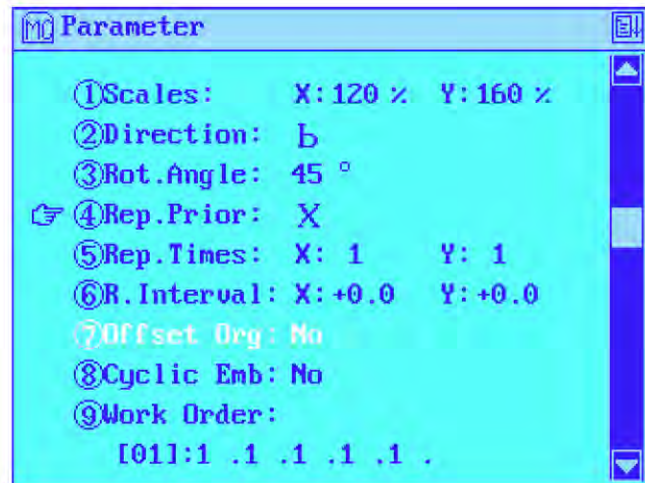 MC Parameter
①Scales: X:120 % Y:160 %
②Direction: Ь
③Rot.Angle: 45 °
④Rep.Prior: X
⑤Rep.Times: X: 1 Y: 1
⑥R.Interval: X:+0.0 Y:+0.0
⑦Offset Org: No
⑧Cyclic Emb: No
⑨Work Order:
[01]:1 .1 .1 .1 .1 .